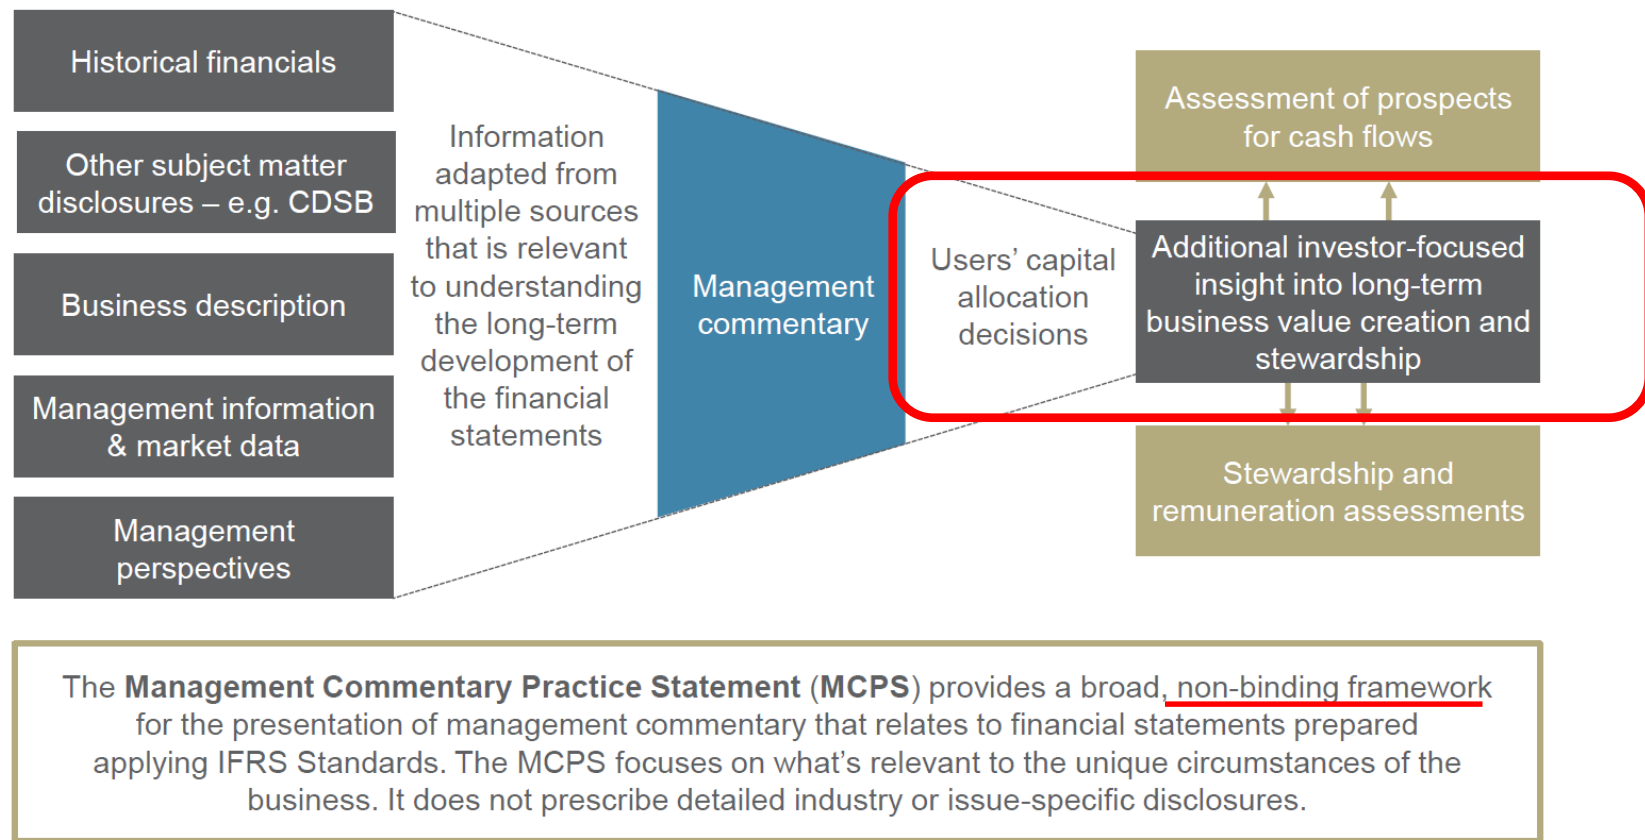 Historical financials
Other subject matter
disclosures – e.g. CDSB
Business description
Management information
& market data
Management
perspectives
Information
adapted from
multiple sources
that is relevant
to understanding
the long-term
development of
the financial
statements
Management
commentary
Users’ capital
allocation
decisions
Assessment of prospects
for cash flows
Additional investor-focused
insight into long-term
business value creation and
stewardship
Stewardship and
remuneration assessments
The Management Commentary Practice Statement (MCPS) provides a broad, non-binding framework
for the presentation of management commentary that relates to financial statements prepared
applying IFRS Standards. The MCPS focuses on what’s relevant to the unique circumstances of the
business. It does not prescribe detailed industry or issue-specific disclosures.